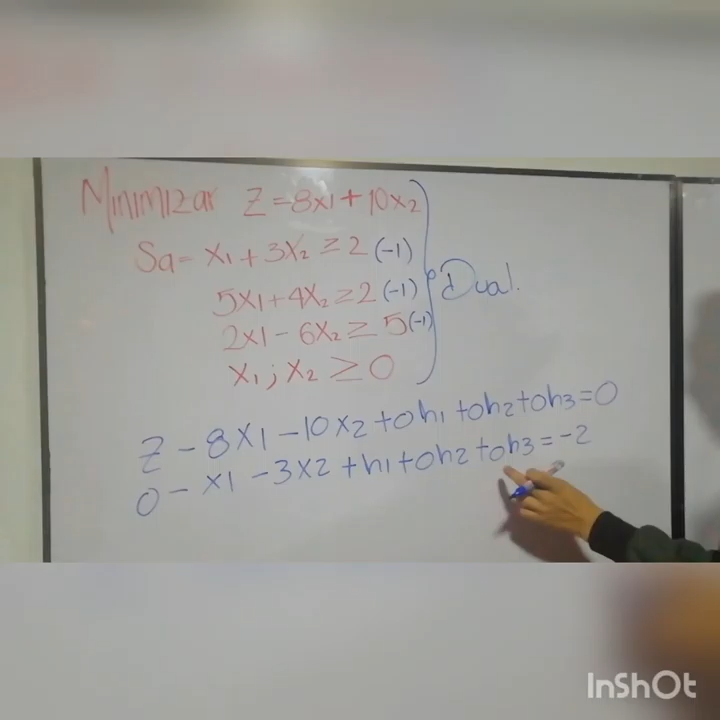 Minimizar Z = 8x1 + 10x2
Sa = x1 + 3x2 ≥ 2 (-1)
5x1 + 4x2 ≥ 2 (-1)
2x1 - 6x2 ≥ 5 (-1)
x1 ; x2 ≥ 0
Dual.
Z - 8x1 - 10x2 + 0h1 + 0h2 + 0h3 = 0
0 - x1 - 3x2 + h1 + 0h2 + 0h3 = -2
InShOt